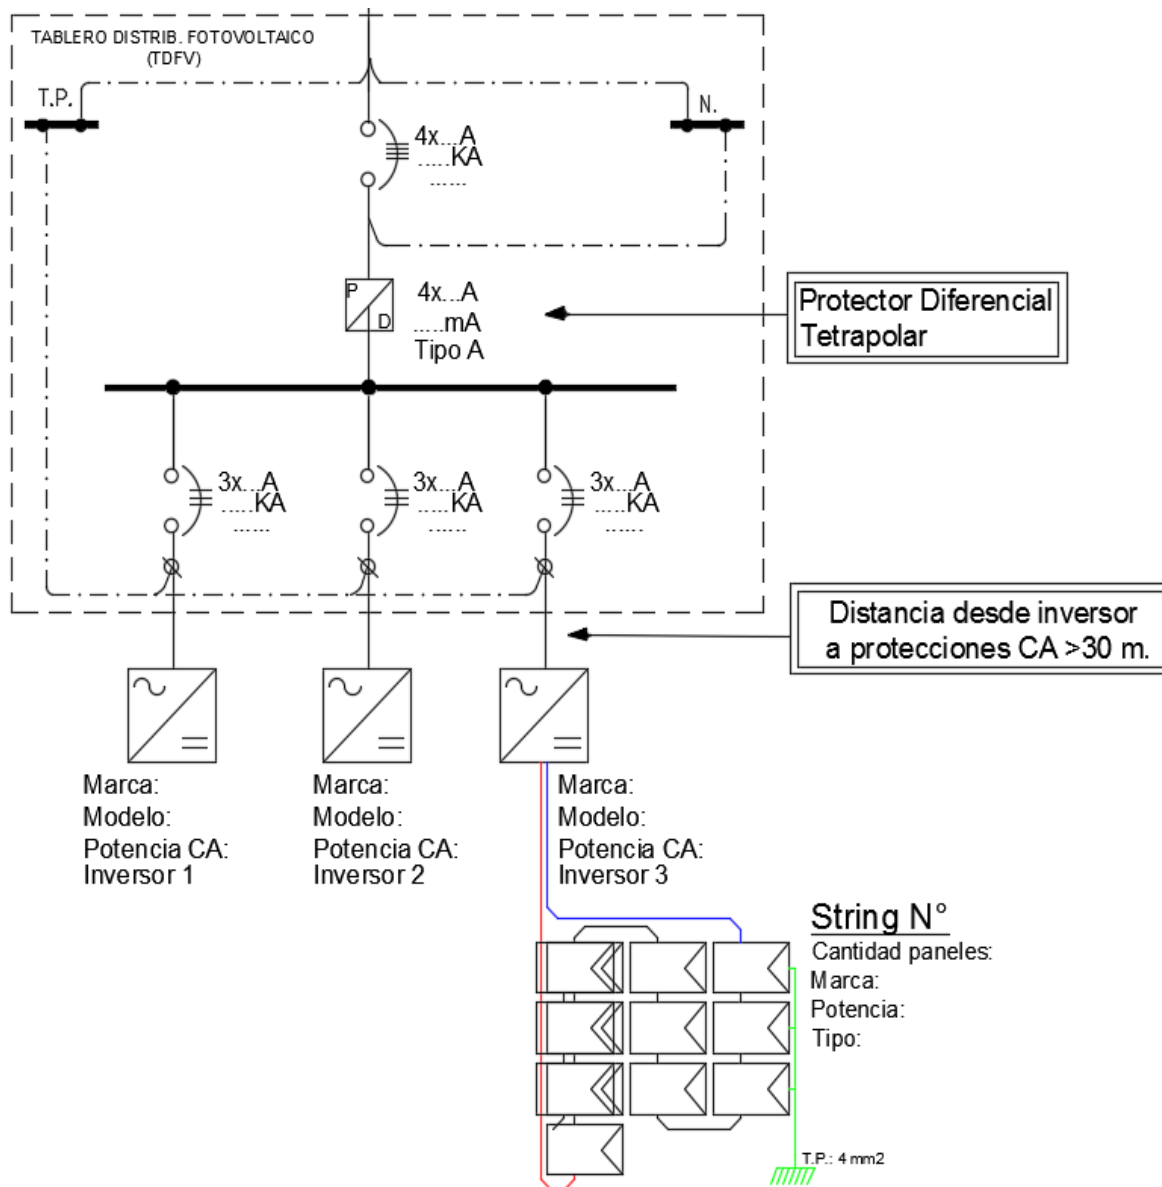 TABLERO DISTRIB. FOTOVOLTAICO
(TDFV)
T.P.
N.
4x...A
.....KA
......
P
D
4x...A
.....mA
Tipo A
Protector Diferencial
Tetrapolar
3x...A
.....KA
......
3x...A
.....KA
......
3x...A
.....KA
......
Distancia desde inversor
a protecciones CA >30 m.
Marca:
Modelo:
Potencia CA:
Inversor 1
Marca:
Modelo:
Potencia CA:
Inversor 2
Marca:
Modelo:
Potencia CA:
Inversor 3
String N°
Cantidad paneles:
Marca:
Potencia:
Tipo:
T.P.: 4 mm2